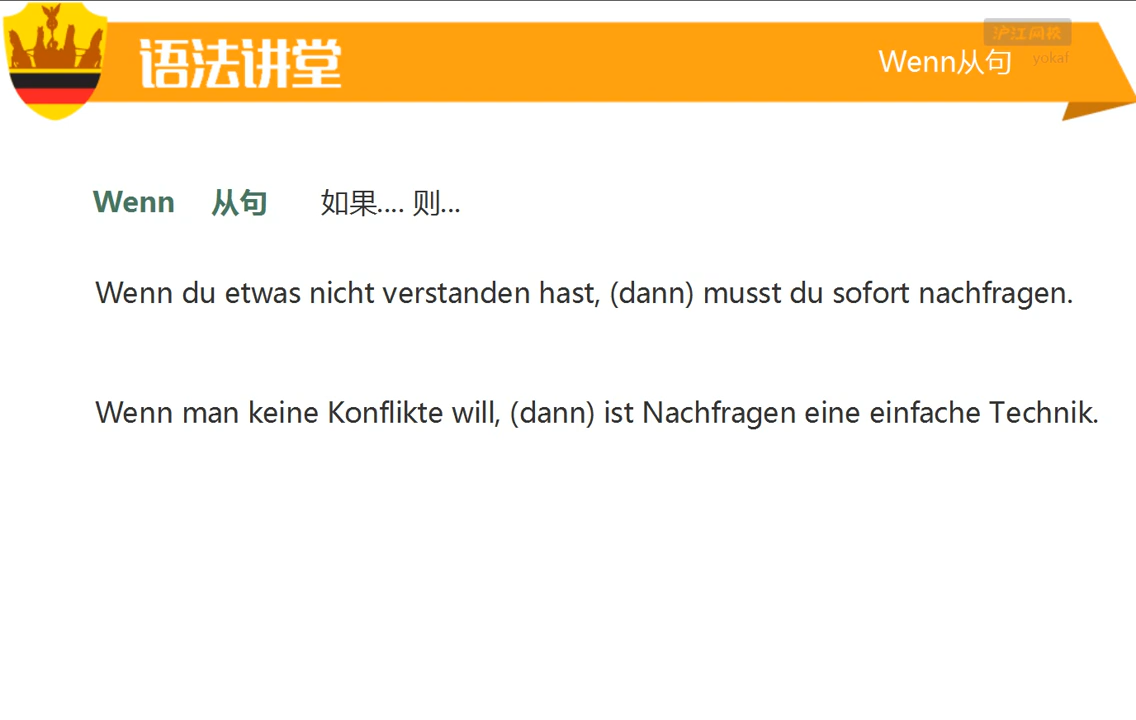 语法讲堂
Wenn从句
沪江网校
yokaf
Wenn 从句 如果.... 则...
Wenn du etwas nicht verstanden hast, (dann) musst du sofort nachfragen.
Wenn man keine Konflikte will, (dann) ist Nachfragen eine einfache Technik.